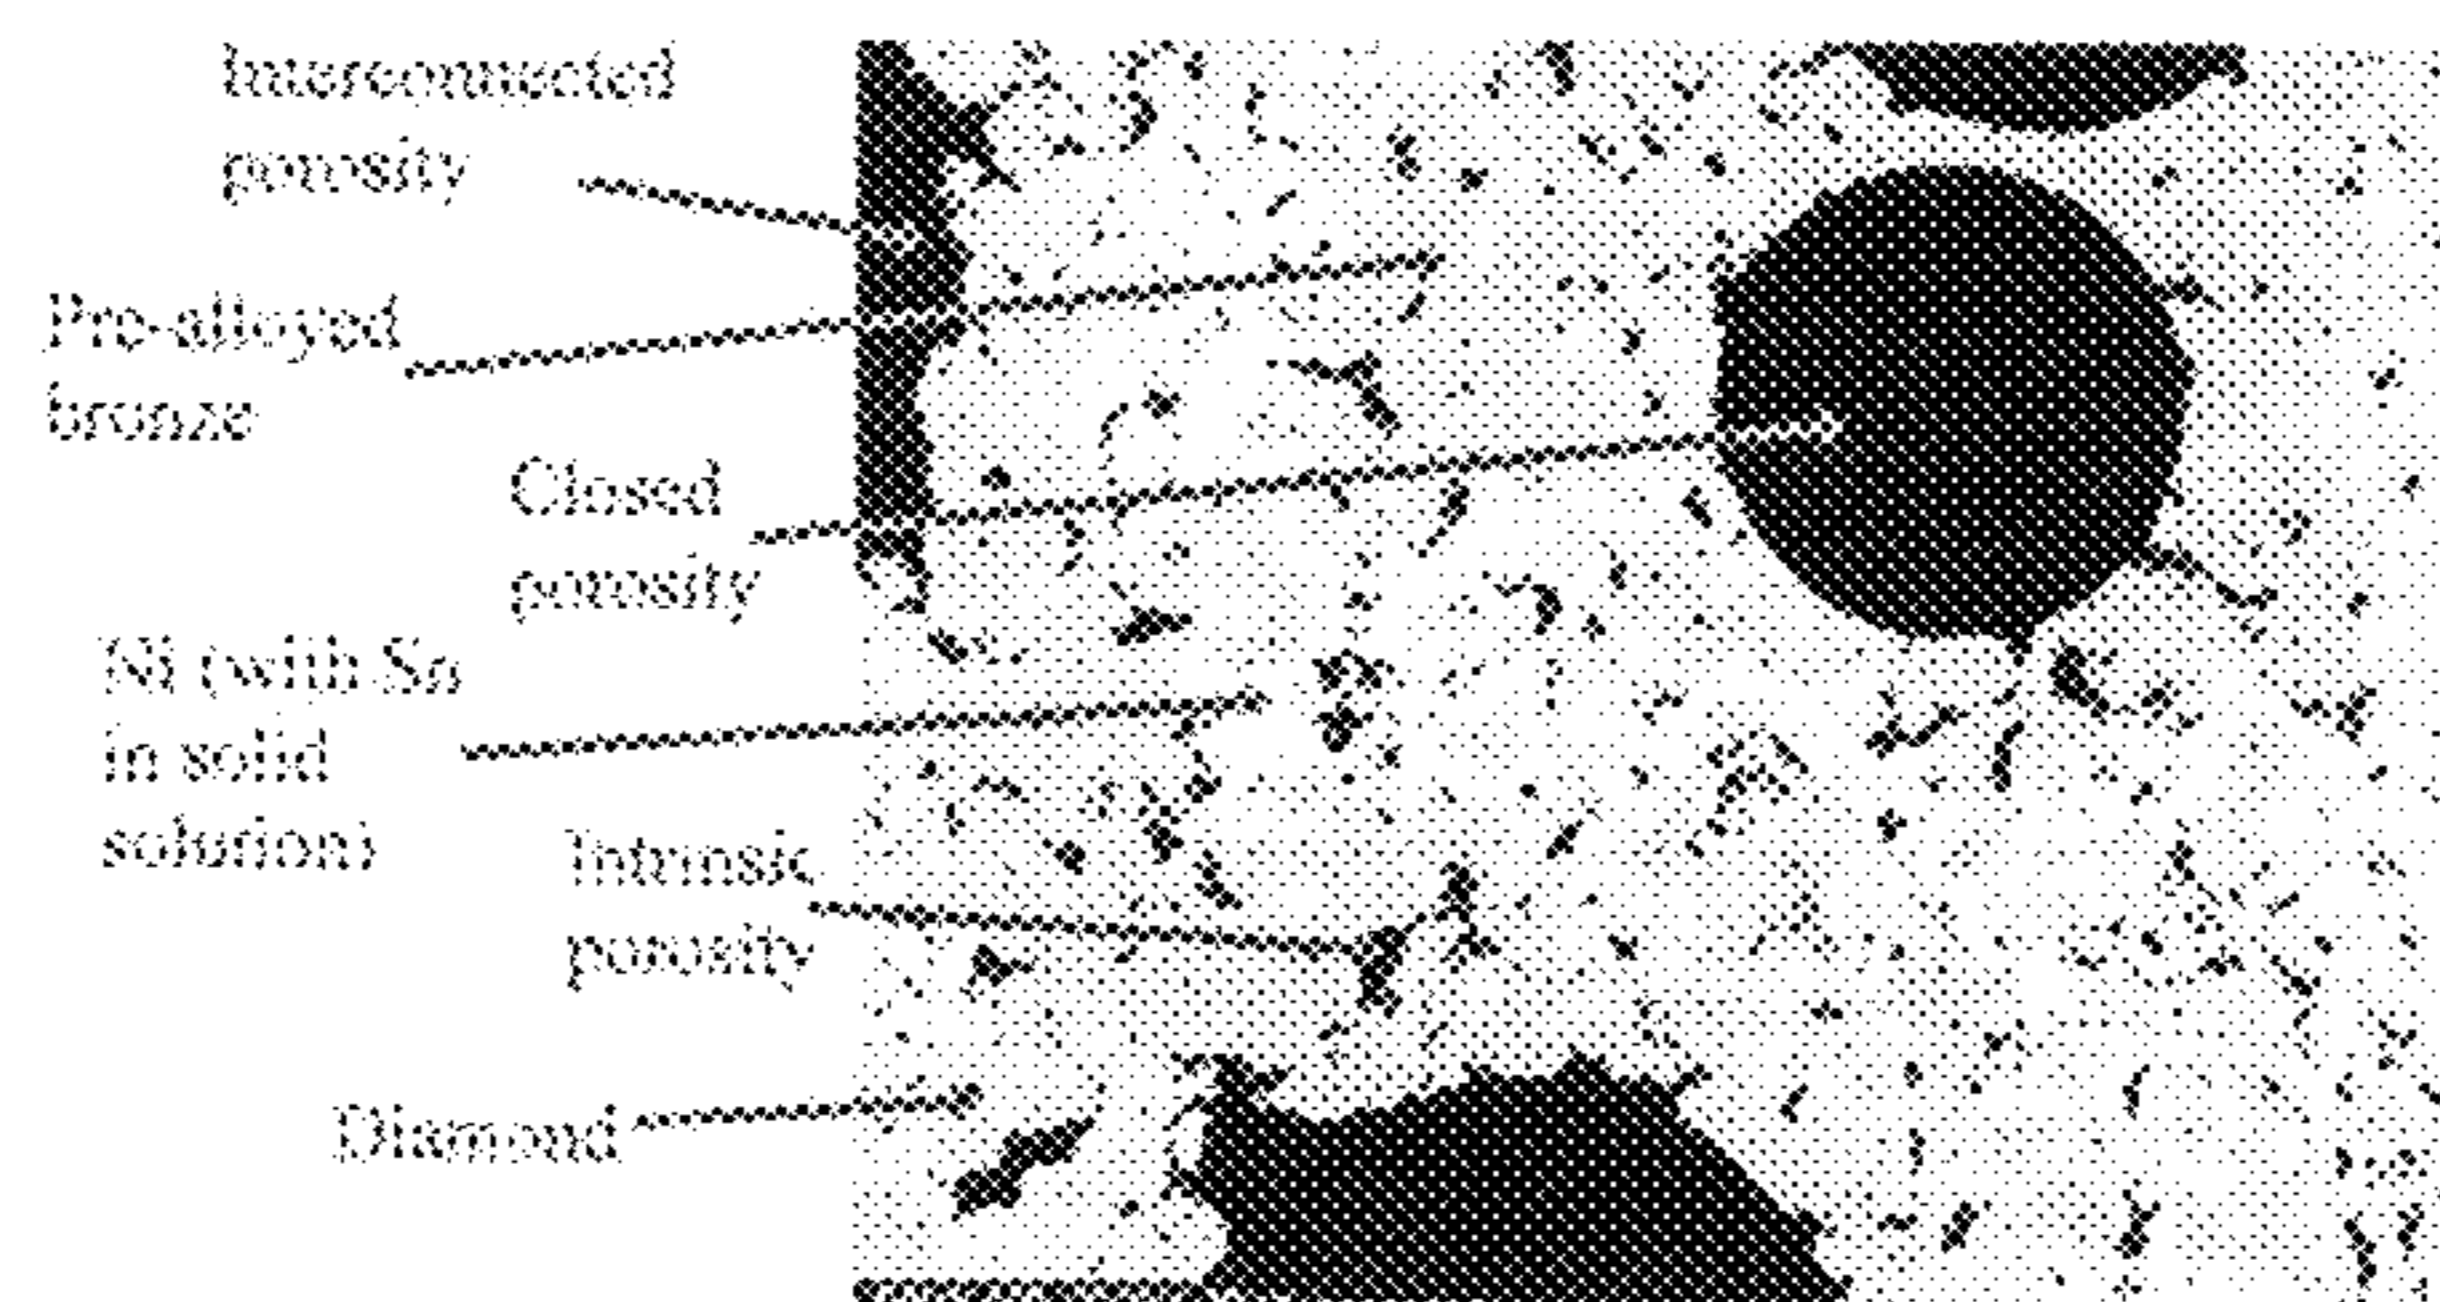 Interconnected
porosity
Pre-alloyed
bronze
Closed
porosity
Ni (with Sn
in solid
solution)
Intrinsic
porosity
Diamond